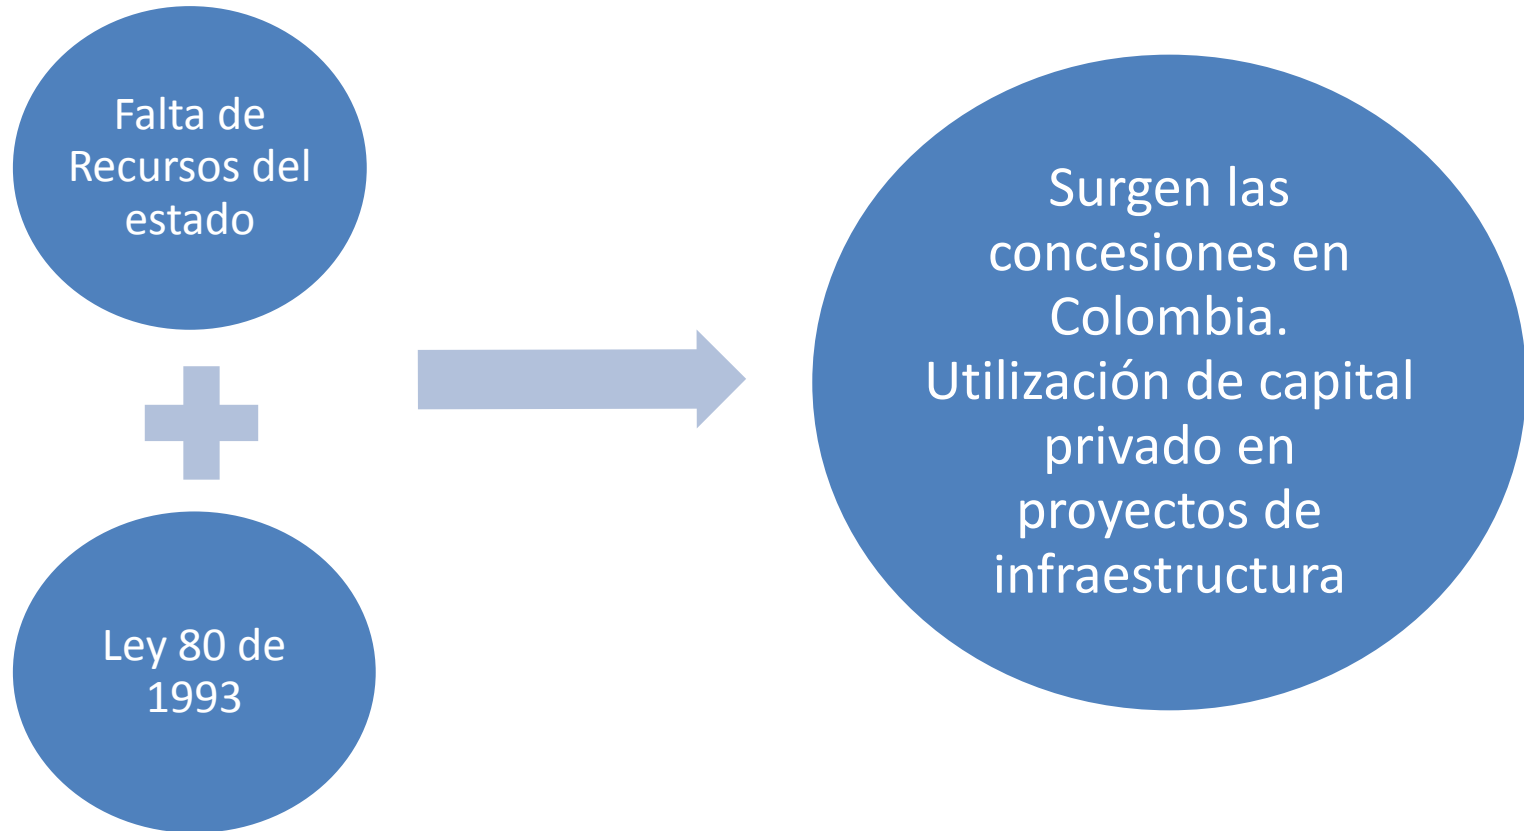 Falta de
Recursos del
estado
Ley 80 de
1993
Surgen las
concesiones en
Colombia.
Utilización de capital
privado en
proyectos de
infraestructura